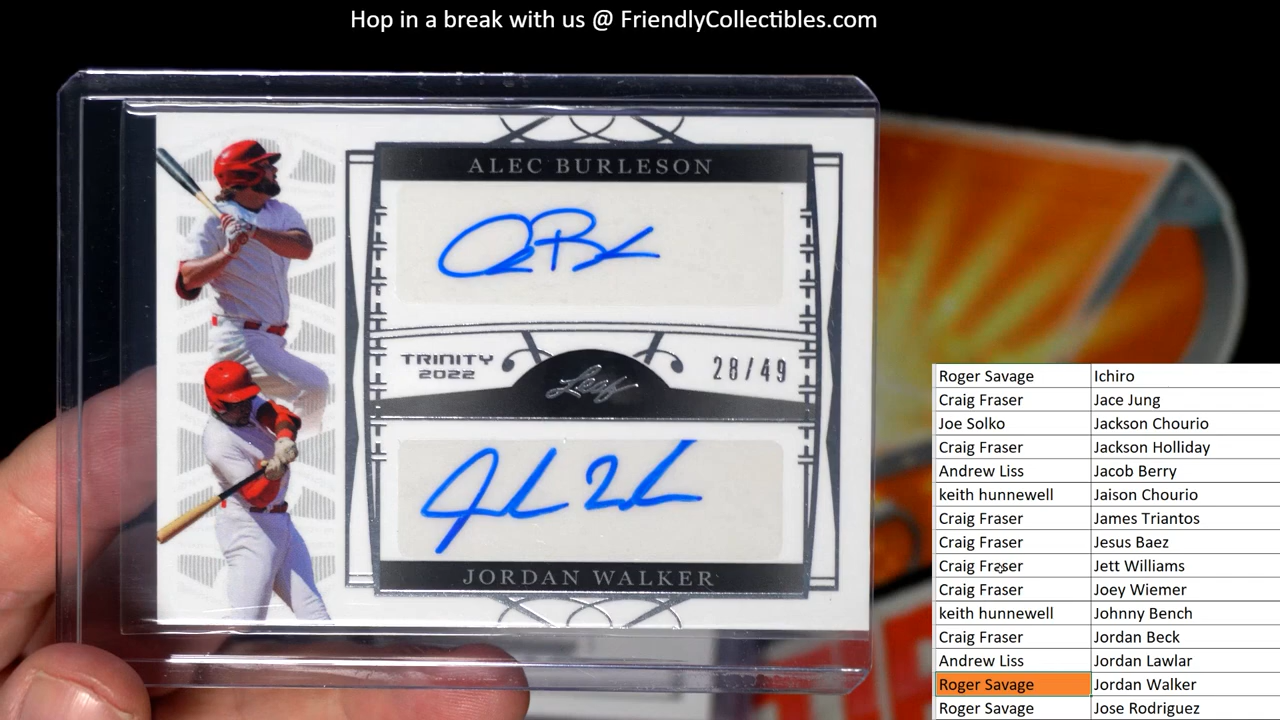 Hop in a break with us @ FriendlyCollectibles.com
ALEC BURLESON
TRINITY
2022
Leaf
28/49
JORDAN WALKER
Roger Savage Ichiro
Craig Fraser Jace Jung
Joe Solko Jackson Chourio
Craig Fraser Jackson Holliday
Andrew Liss Jacob Berry
keith hunnewell Jaison Chourio
Craig Fraser James Triantos
Craig Fraser Jesus Baez
Craig Fraser Jett Williams
Craig Fraser Joey Wiemer
keith hunnewell Johnny Bench
Craig Fraser Jordan Beck
Andrew Liss Jordan Lawlar
Roger Savage Jordan Walker
Roger Savage Jose Rodriguez